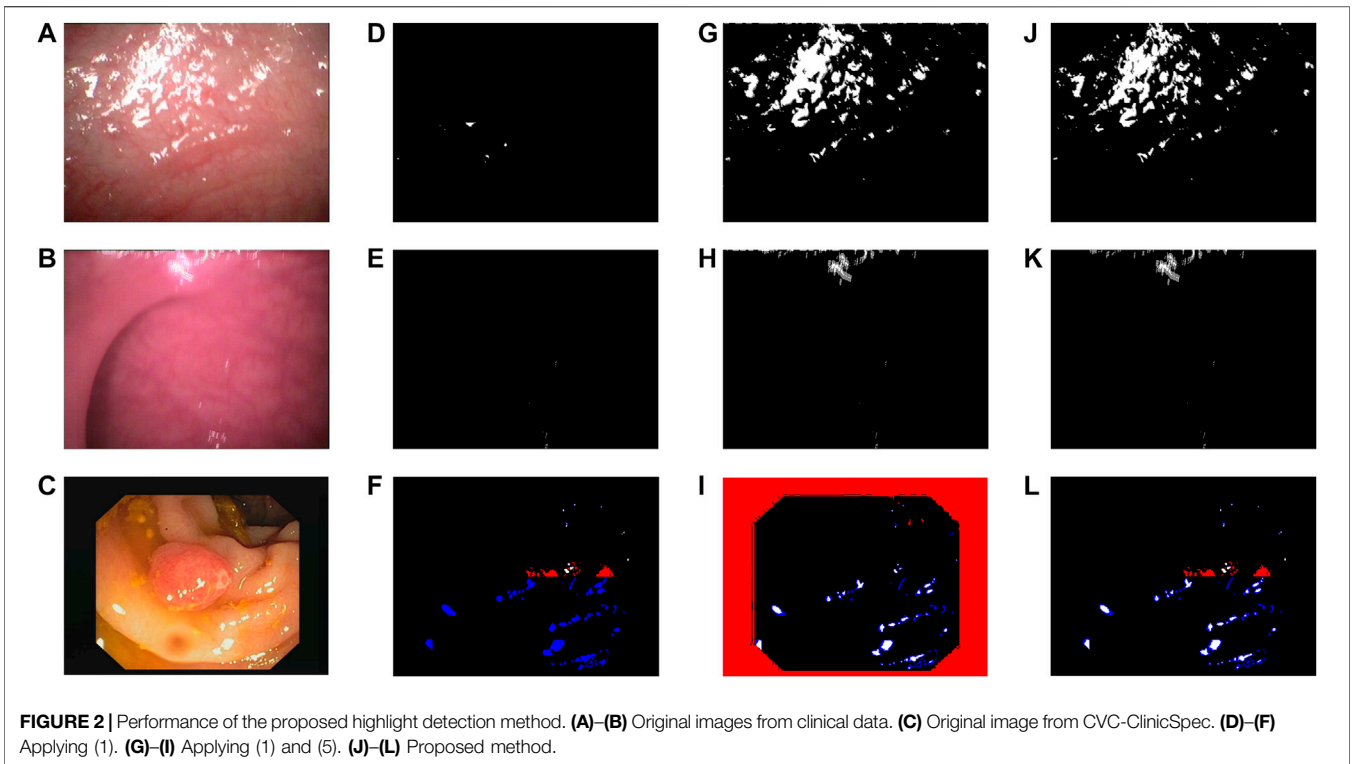 A D G J
B E H K
C F I L
FIGURE 2 | Performance of the proposed highlight detection method. (A)–(B) Original images from clinical data. (C) Original image from CVC-ClinicSpec. (D)–(F)
Applying (1). (G)–(I) Applying (1) and (5). (J)–(L) Proposed method.